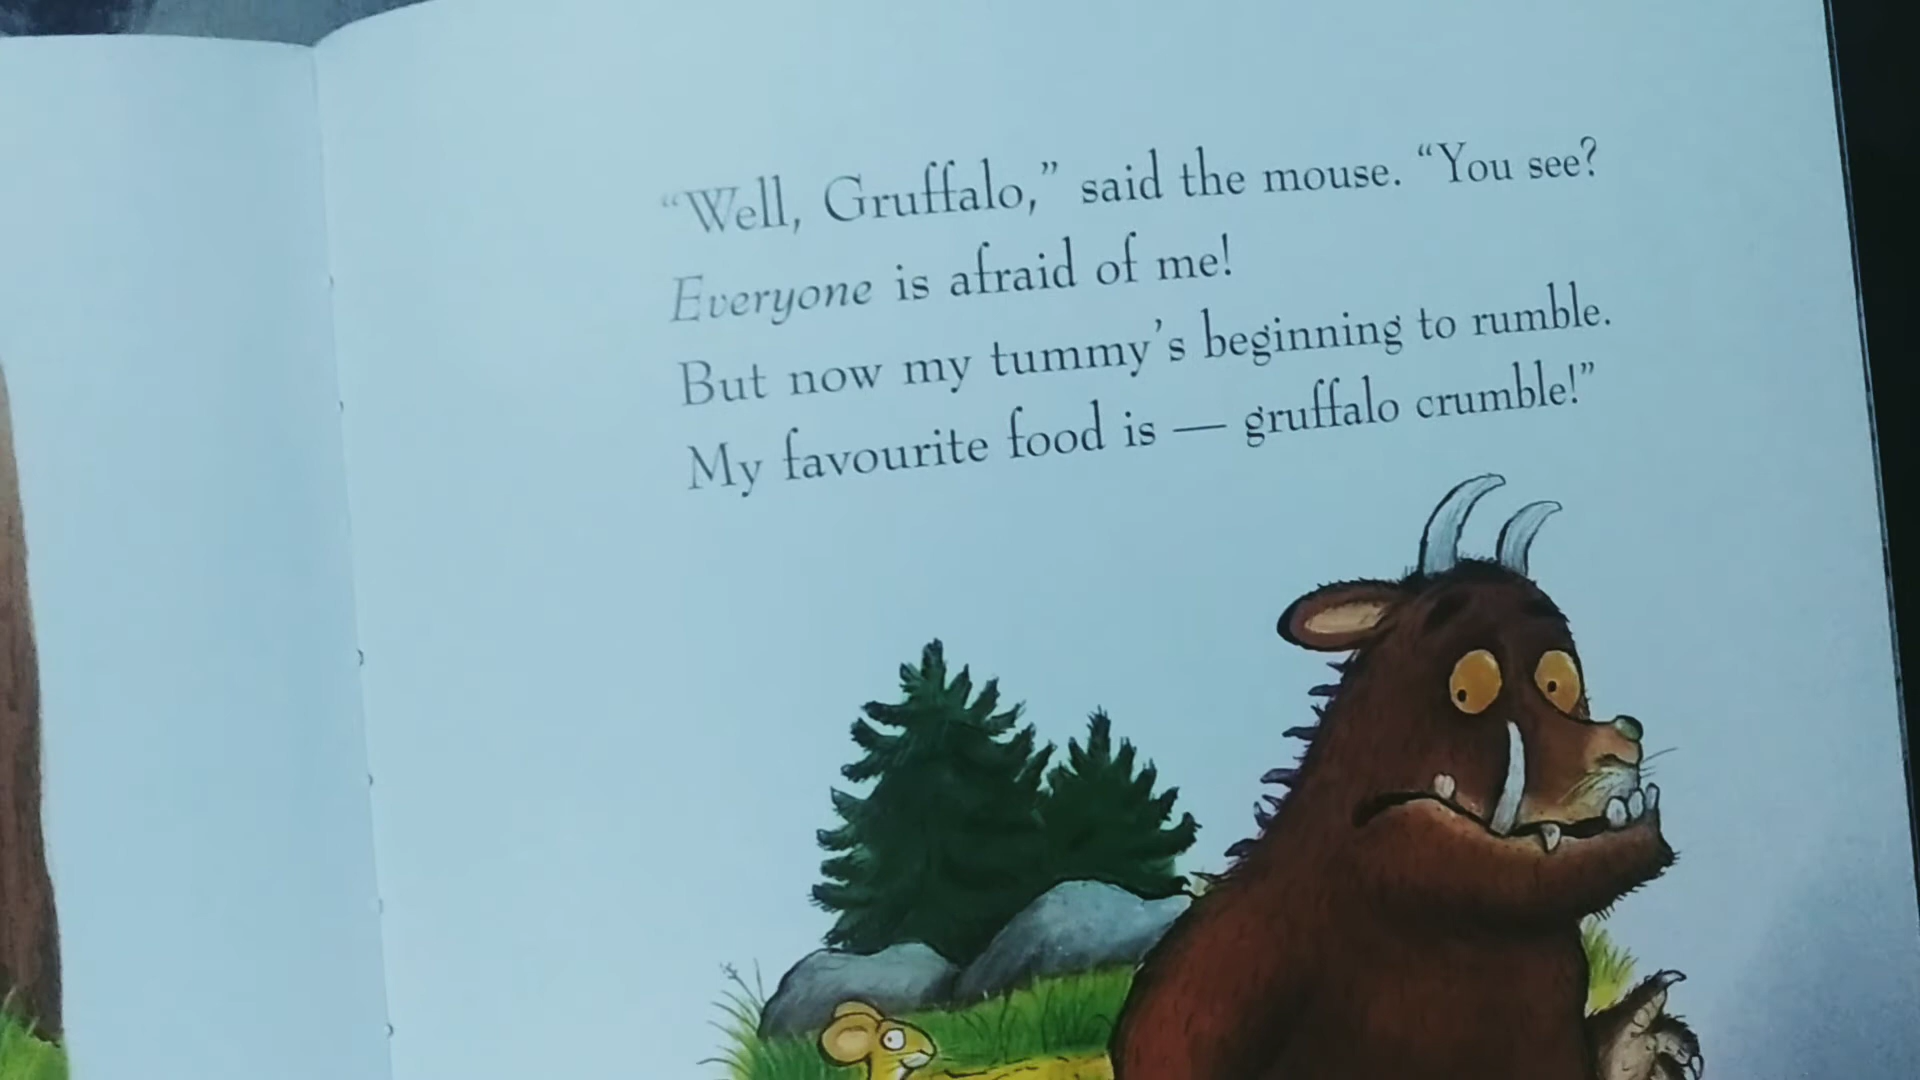 “Well, Gruffalo,” said the mouse. “You see?
Everyone is afraid of me!
But now my tummy’s beginning to rumble.
My favourite food is — gruffalo crumble!”